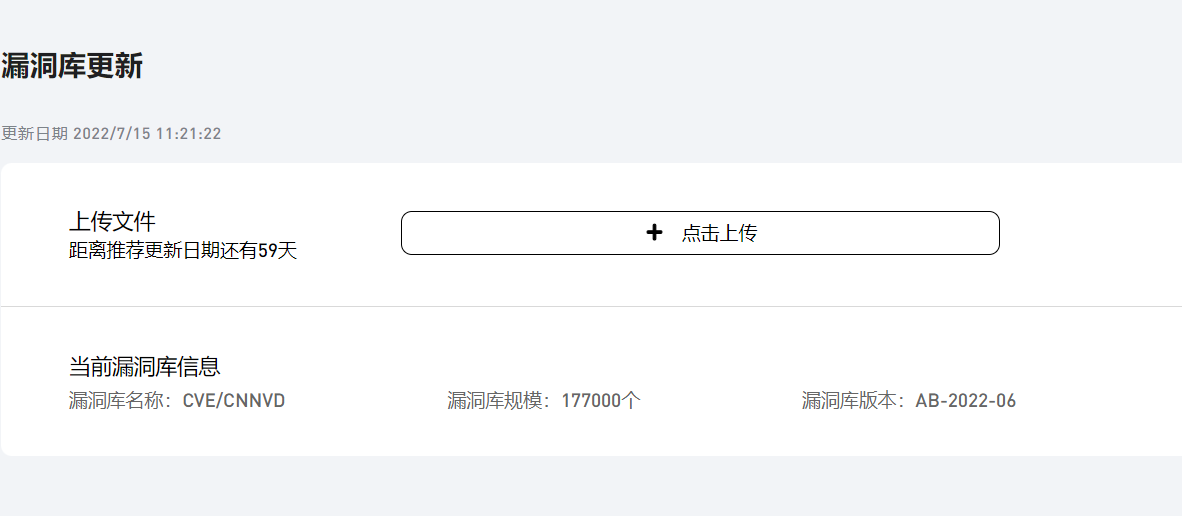 漏洞库更新
更新日期 2022/7/15 11:21:22
上传文件
距离推荐更新日期还有59天
+ 点击上传
当前漏洞库信息
漏洞库名称：CVE/CNNVD 漏洞库规模：177000个 漏洞库版本：AB-2022-06